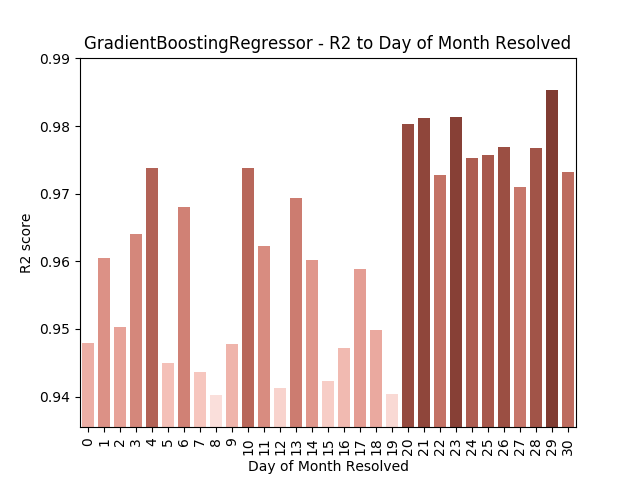 GradientBoostingRegressor - R2 to Day of Month Resolved
0.99
0.98
0.97
0.96
0.95
0.94
R2 score
0 1 2 3 4 5 6 7 8 9 10 11 12 13 14 15 16 17 18 19 20 21 22 23 24 25 26 27 28 29 30
Day of Month Resolved